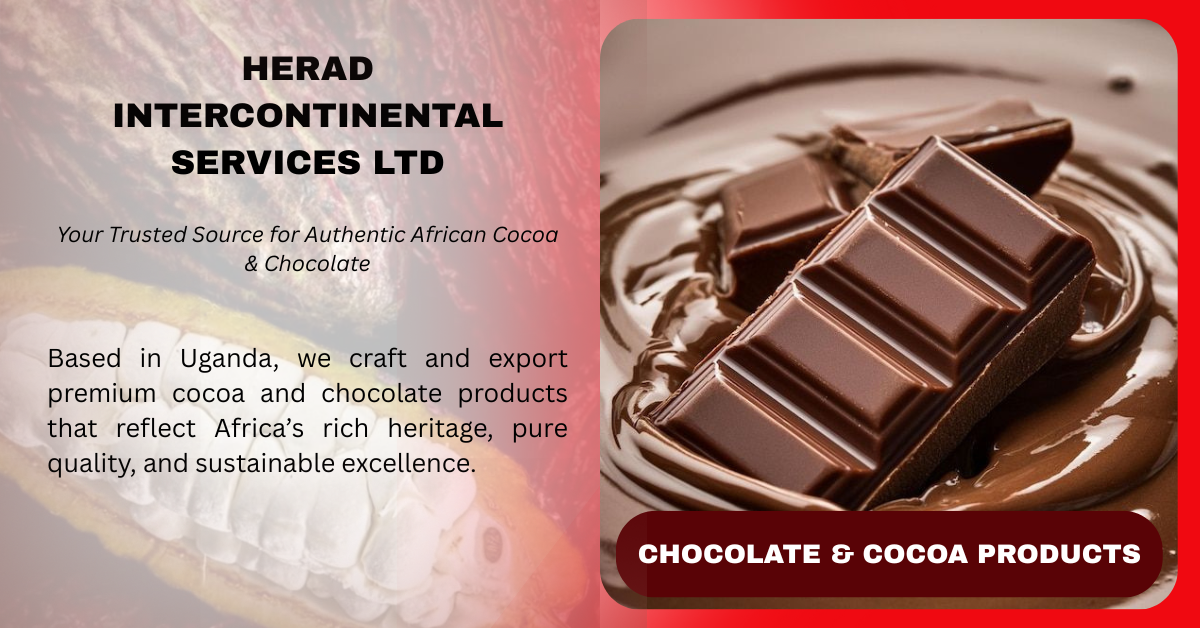 HERAD
INTERCONTINENTAL
SERVICES LTD
Your Trusted Source for Authentic African Cocoa
& Chocolate
Based in Uganda, we craft and export
premium cocoa and chocolate products
that reflect Africa’s rich heritage, pure
quality, and sustainable excellence.
CHOCOLATE & COCOA PRODUCTS